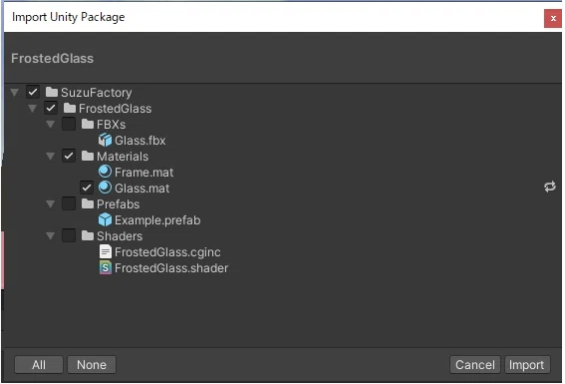 Import Unity Package
x
FrostedGlass
SuzuFactory
FrostedGlass
FBXs
Glass.fbx
Materials
Frame.mat
Glass.mat
Prefabs
Example.prefab
Shaders
FrostedGlass.cginc
FrostedGlass.shader
All None Cancel Import